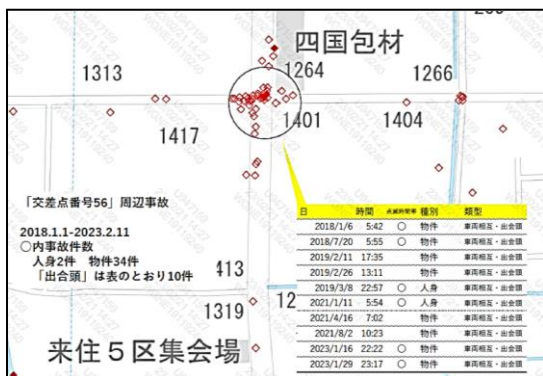 四国包材
1313
1264
1266
1417
1401
1404
「交差点番号56」周辺事故
2018.1.1-2023.2.11
○内事故件数
人身2件 物件34件
「出合頭」は表のとおり10件
413
1319
12
来住5区集会場
日 時間 点滅時間帯 種別 類型
2018/1/6 5:42 ○ 物件 車両相互・出会頭
2018/7/20 5:55 ○ 物件 車両相互・出会頭
2019/2/11 17:35 物件 車両相互・出会頭
2019/2/26 13:11 物件 車両相互・出会頭
2019/3/8 22:57 ○ 人身 車両相互・出会頭
2021/1/11 5:54 ○ 人身 車両相互・出会頭
2021/4/16 7:02 物件 車両相互・出会頭
2021/8/2 10:23 物件 車両相互・出会頭
2023/1/16 22:22 ○ 物件 車両相互・出会頭
2023/1/29 23:17 ○ 物件 車両相互・出会頭